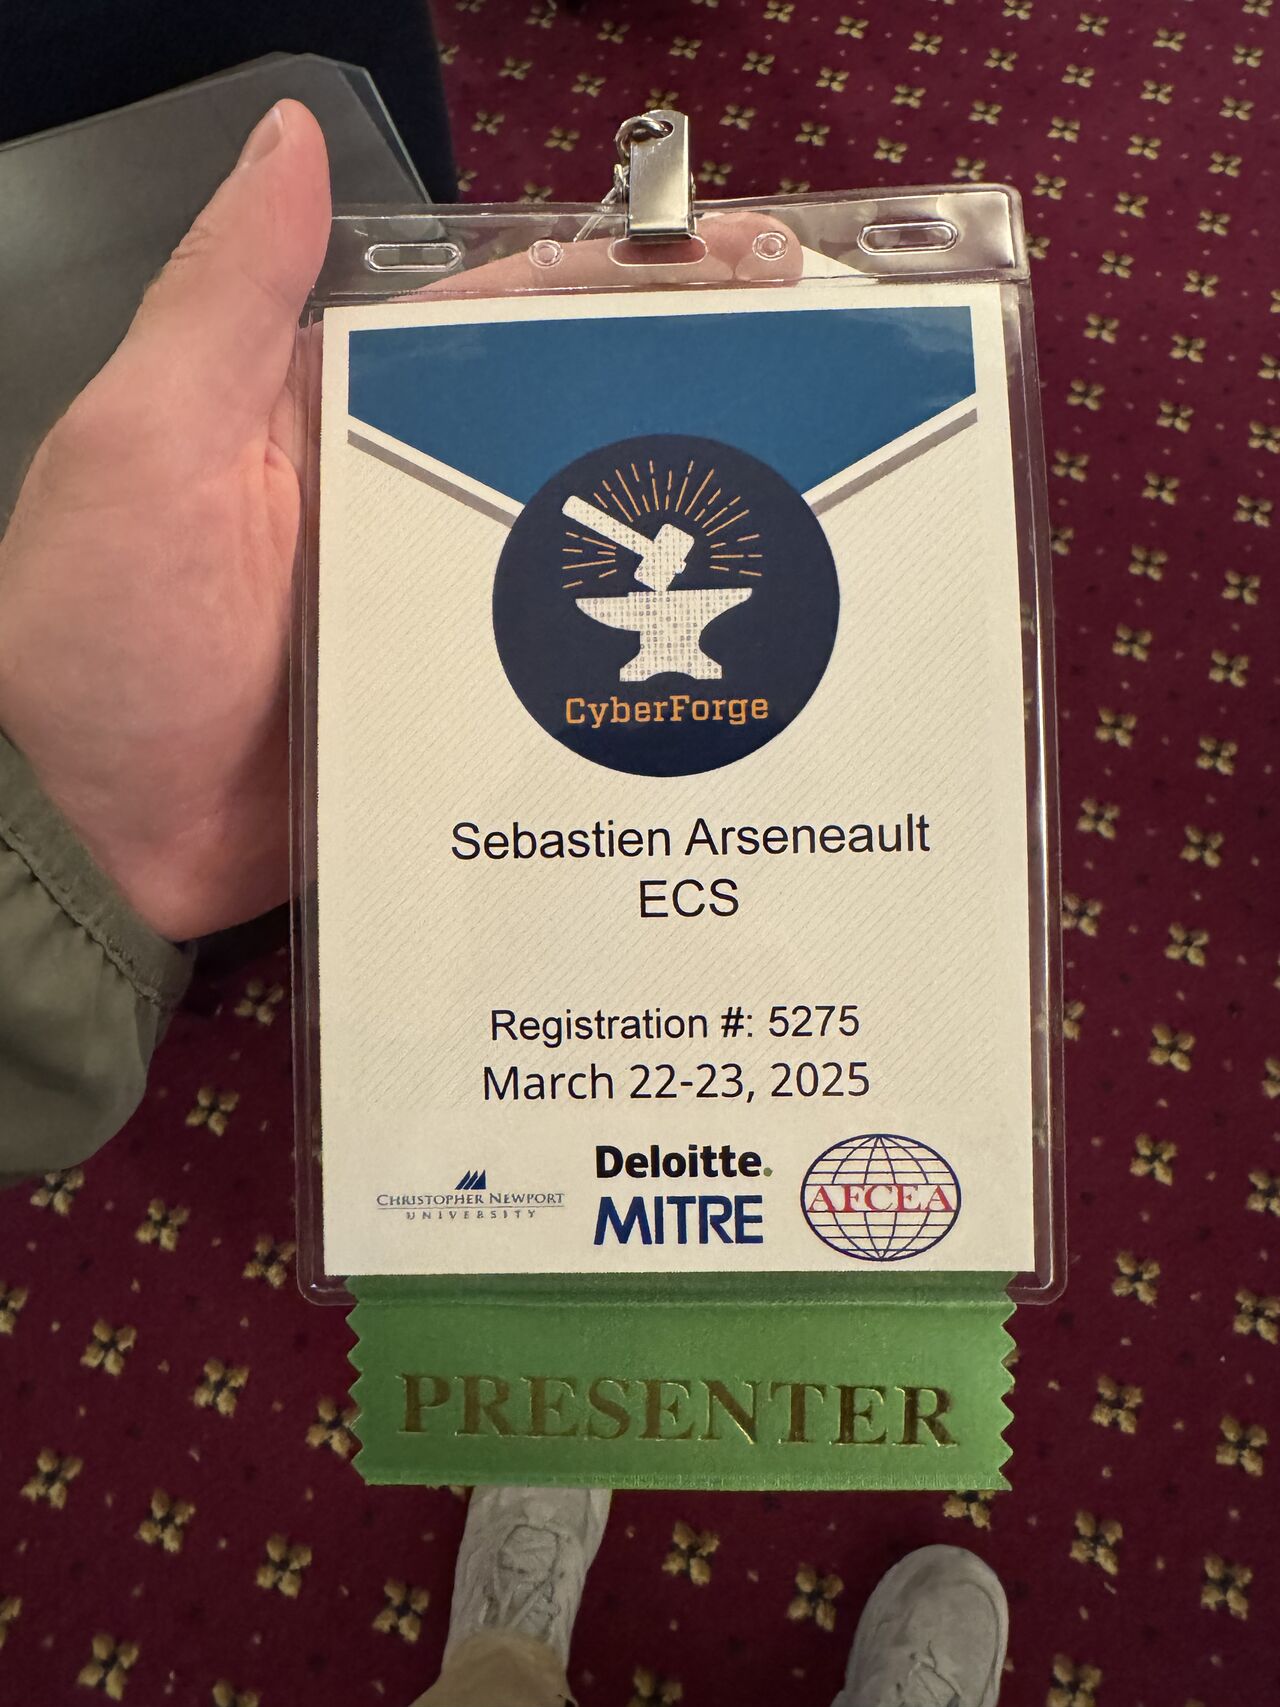 CyberForge
Sebastien Arseneault
ECS
Registration #: 5275
March 22-23, 2025
CHRISTOPHER NEWPORT
UNIVERSITY
Deloitte.
MITRE
AFCEA
PRESENTER